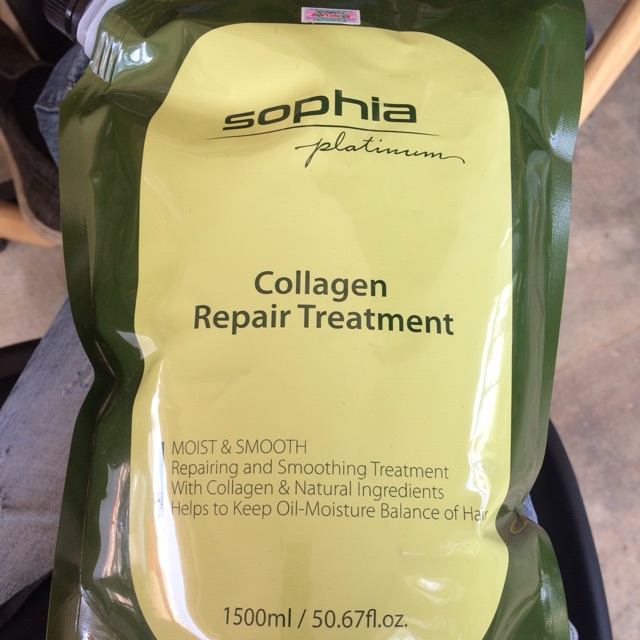 sophia
platinum
Collagen
Repair Treatment
MOIST & SMOOTH
Repairing and Smoothing Treatment
With Collagen & Natural Ingredients
Helps to Keep Oil-Moisture Balance of Hair
1500ml / 50.67fl.oz.